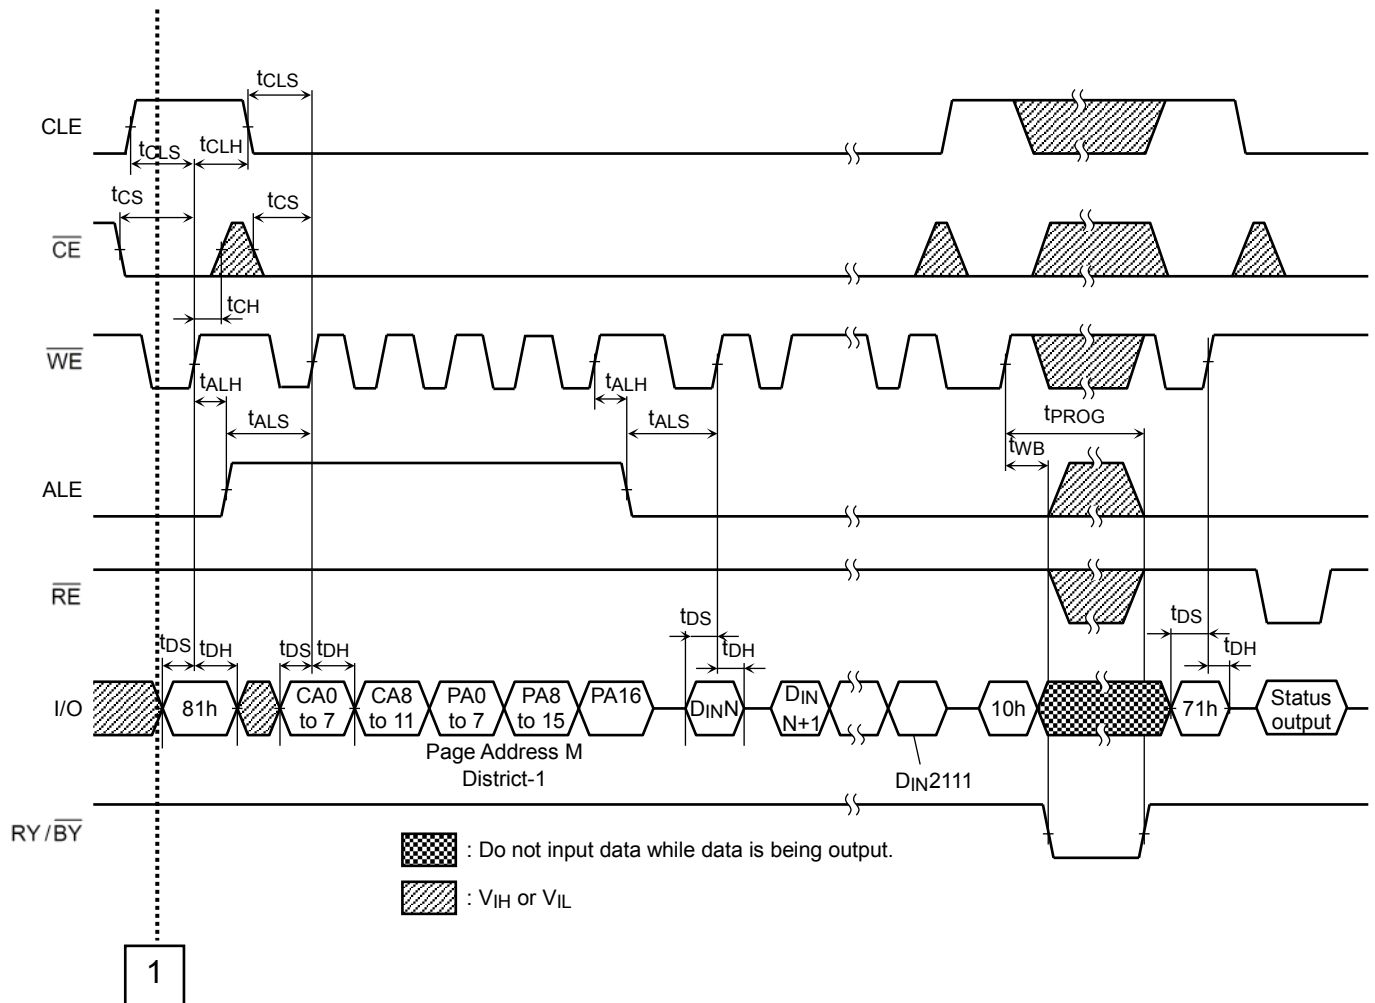 tCLS
CLE
tCLS
tCLH
tCS
tCS
CE
tCH
WE
tALH
tALH
tALS
tALS
tPROG
tWB
ALE
RE
tDS
tDH
tDS
tDH
tDS
tDH
tDS
tDH
I/O
81h
CA0
to 7
CA8
to 11
PA0
to 7
PA8
to 15
PA16
DINN
DIN
N+1
10h
71h
Status
output
Page Address M
District-1
DIN2111
RY/BY
: Do not input data while data is being output.
: VIH or VIL
1